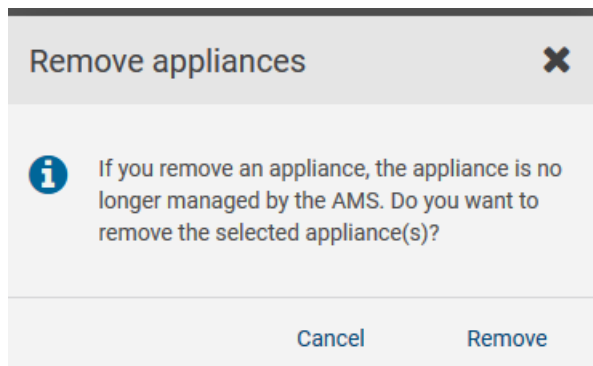 Remove appliances
If you remove an appliance, the appliance is no
longer managed by the AMS. Do you want to
remove the selected appliance(s)?
Cancel Remove